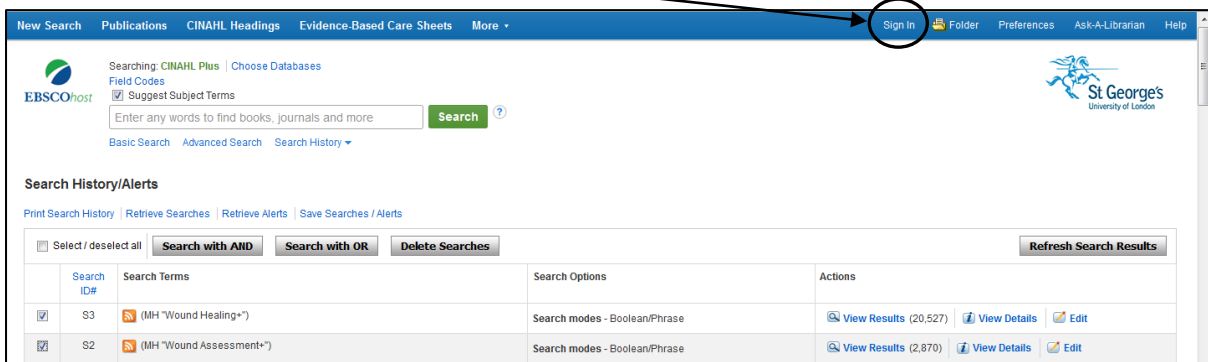 New Search Publications CINAHL Headings Evidence-Based Care Sheets More Sign In Folder Preferences Ask-A-Librarian Help
Searching: CINAHL Plus Choose Databases
Field Codes
Suggest Subject Terms
EBSCOhost
Enter any words to find books, journals and more Search ?
Basic Search Advanced Search Search History
St George's
University of London
Search History/Alerts
Print Search History Retrieve Searches Retrieve Alerts Save Searches / Alerts
Select / deselect all Search with AND Search with OR Delete Searches Refresh Search Results
Search ID# Search Terms Search Options Actions
S3 (MH "Wound Healing+") Search modes - Boolean/Phrase View Results (20,527) i View Details Edit
S2 (MH "Wound Assessment+") Search modes - Boolean/Phrase View Results (2,870) i View Details Edit